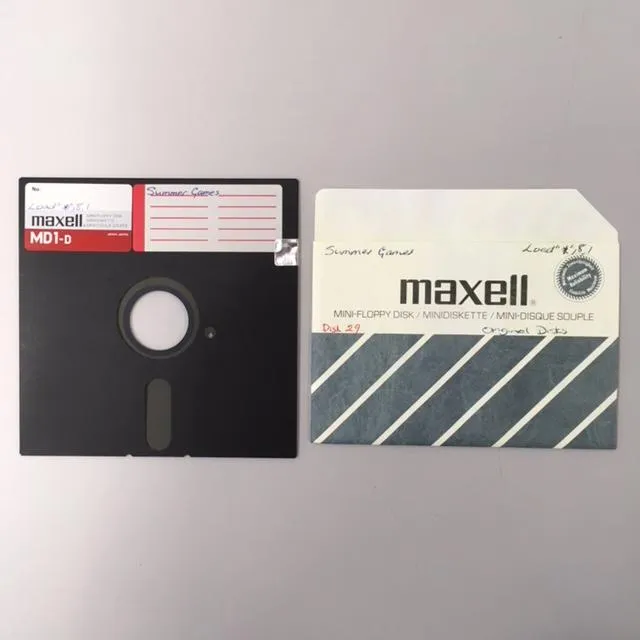 No.
Load"*",8,1
maxell
MD1-D
Summer Games
Summer Games
Load"*",8,1
maxell
MINI-FLOPPY DISK / MINIDISKETTE / MINI-DISQUE SOUPLE
Disk 29
Original Disks